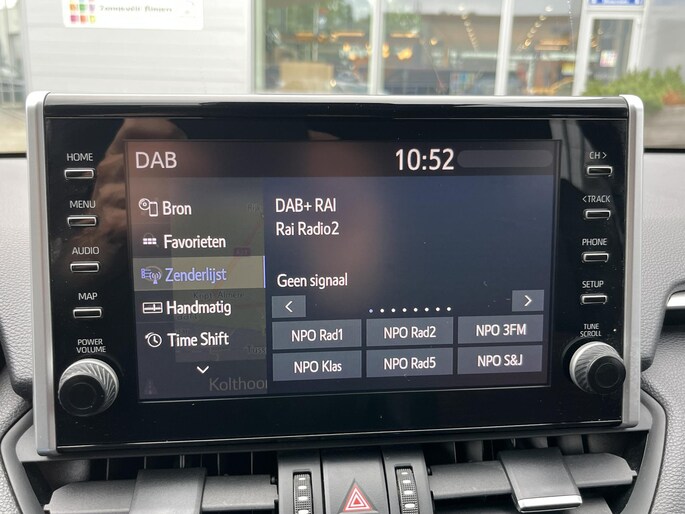 HOME
MENU
AUDIO
MAP
POWER
VOLUME
DAB
10:52
Bron
Favorieten
Zenderlijst
Handmatig
Time Shift
DAB+ RAI
Rai Radio2
Geen signaal
NPO Rad1
NPO Rad2
NPO 3FM
NPO Klas
NPO Rad5
NPO S&J
Kolthoor
CH >
< TRACK
PHONE
SETUP
TUNE
SCROLL